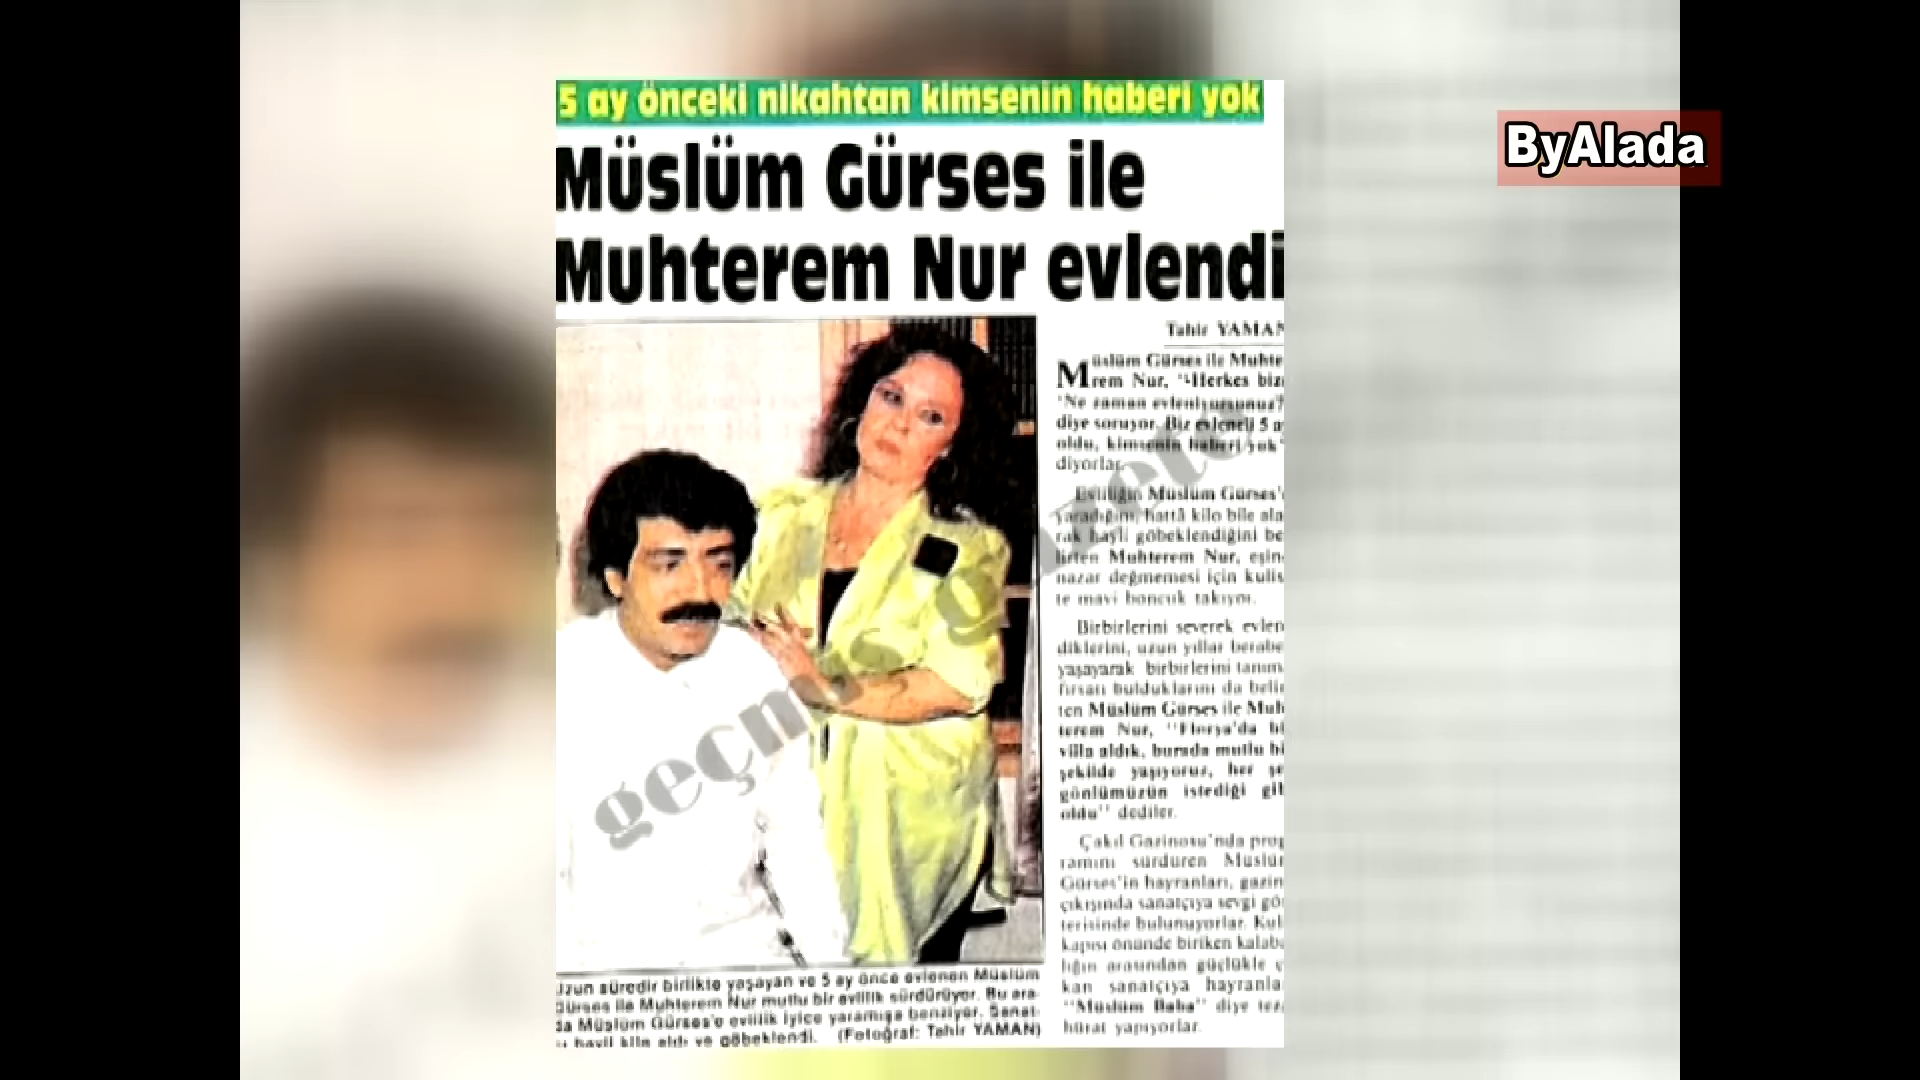 5 ay önceki nikahtan kimsenin haberi yok
ByAlada
Müslüm Gürses ile
Muhterem Nur evlendi
Tahir YAMAN
Müslüm Gürses ile Muhte
rem Nur, "Herkes biz
'Ne zaman evleniyorsunuz?
diye soruyor. Biz evleneli 5 a
oldu, kimsenin haberi yok"
diyorlar.
Evliliğin Müslüm Gürses'
yaradığını, hattâ kilo bile ala
rak hayli göbeklendiğini be
lirten Muhterem Nur, eşin
nazar değmemesi için kulis
te mavi boncuk takıyor.
Birbirlerini severek evlen
diklerini, uzun yıllar berabe
yaşayarak birbirlerini tanım
fırsatı bulduklarını da beli
ten Müslüm Gürses ile Muh
terem Nur, "Florya'da bi
villa aldık, burada mutlu bi
şekilde yaşıyoruz, her şe
gönlümüzün istediği gib
oldu" dediler.
Çakıl Gazinosu'nda prog
ramını sürdüren Müslüm
Gürses'in hayranları, gazin
çıkışında sanatçıya sevgi gö
terisinde bulunuyorlar. Kul
kapısı önünde biriken kalaba
lığın arasından güçlükle ç
kan sanatçıya hayranla
"Müslüm Baba" diye teza
hürat yapıyorlar.
Uzun süredir birlikte yaşayan ve 5 ay önce evlenen Müslüm
Gürses ile Muhterem Nur mutlu bir evlilik sürdürüyor. Bu ara-
da Müslüm Gürses'e evlilik iyice yaramışa benziyor. Sanat-
ı hayli kilo aldı ve göbeklendi. (Fotoğraf: Tahir YAMAN)
geçmiş gazete